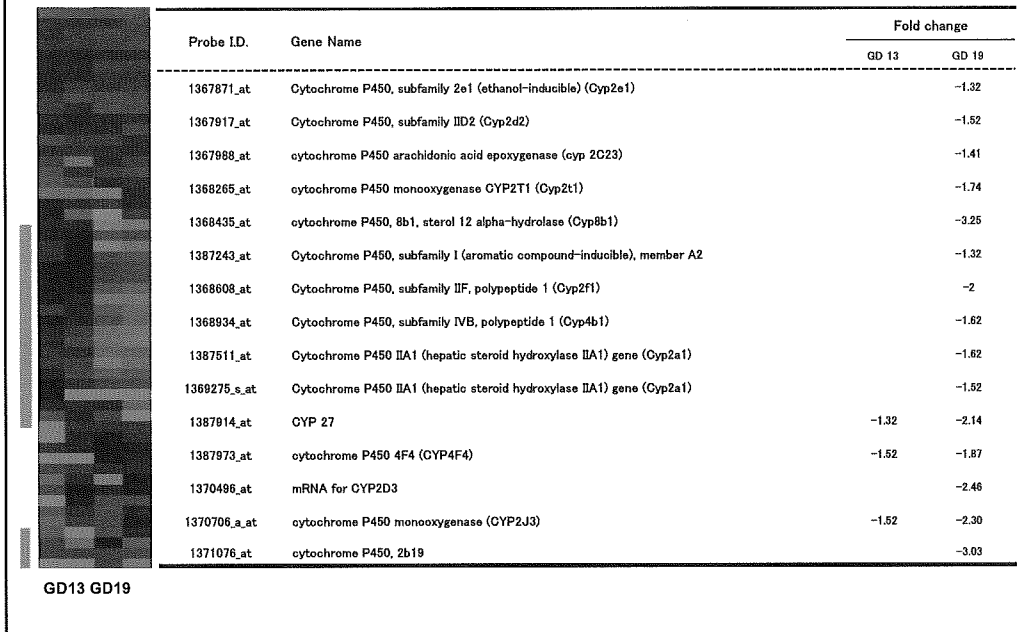 Fold change
Probe I.D. Gene Name
GD 13 GD 19
1367871_at Cytochrome P450, subfamily 2e1 (ethanol-inducible) (Cyp2e1) -1.32
1367917_at Cytochrome P450, subfamily IID2 (Cyp2d2) -1.52
1367988_at cytochrome P450 arachidonic acid epoxygenase (cyp 2C23) -1.41
1368265_at cytochrome P450 monooxygenase CYP2T1 (Cyp2t1) -1.74
1368435_at cytochrome P450, 8b1, sterol 12 alpha-hydrolase (Cyp8b1) -3.25
1387243_at Cytochrome P450, subfamily I (aromatic compound-inducible), member A2 -1.32
1368608_at Cytochrome P450, subfamily IIF, polypeptide 1 (Cyp2f1) -2
1368934_at Cytochrome P450, subfamily IVB, polypeptide 1 (Cyp4b1) -1.62
1387511_at Cytochrome P450 IIA1 (hepatic steroid hydroxylase IIA1) gene (Cyp2a1) -1.62
1369275_s_at Cytochrome P450 IIA1 (hepatic steroid hydroxylase IIA1) gene (Cyp2a1) -1.52
1387914_at CYP 27 -1.32 -2.14
1387973_at cytochrome P450 4F4 (CYP4F4) -1.52 -1.87
1370496_at mRNA for CYP2D3 -2.46
1370706_a_at cytochrome P450 monooxygenase (CYP2J3) -1.52 -2.30
1371076_at cytochrome P450, 2b19 -3.03
GD13 GD19